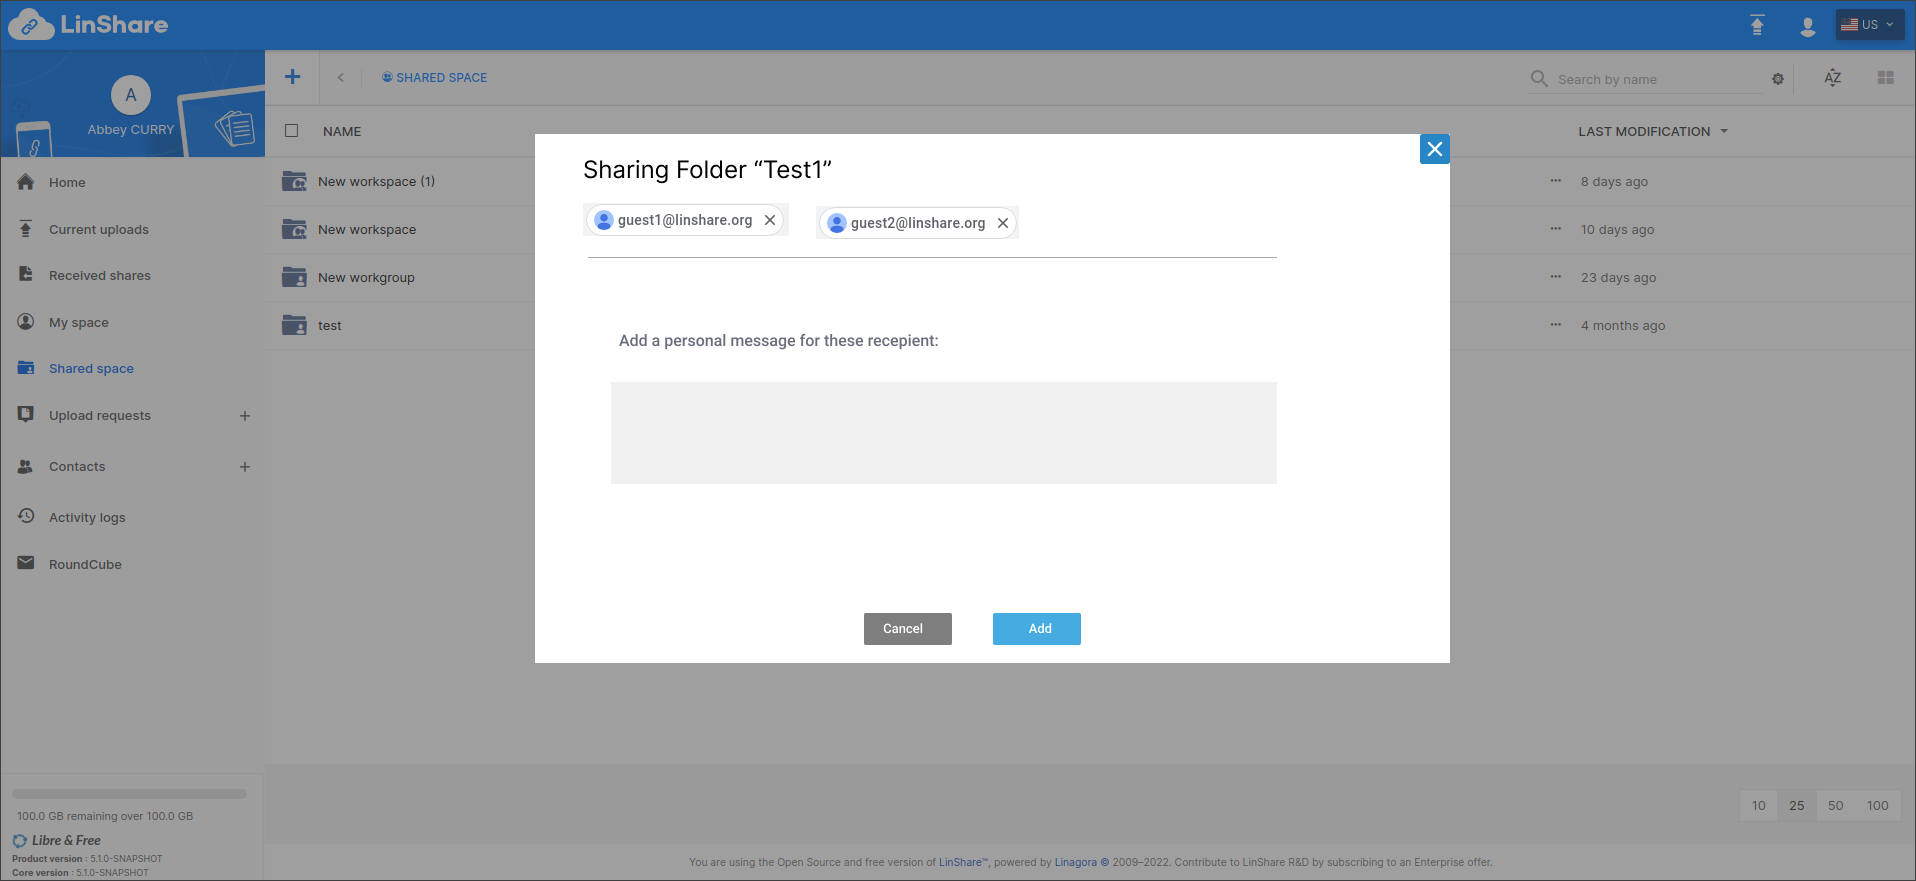 LinShare
US
A
Abbey CURRY
+
SHARED SPACE
Search by name
AZ
Home
Current uploads
Received shares
My space
Shared space
Upload requests
+
Contacts
+
Activity logs
RoundCube
NAME
LAST MODIFICATION
New workspace (1)
... 8 days ago
New workspace
... 10 days ago
New workgroup
... 23 days ago
test
... 4 months ago
Sharing Folder “Test1”
guest1@linshare.org
guest2@linshare.org
Add a personal message for these recepient:
Cancel
Add
100.0 GB remaining over 100.0 GB
Libre & Free
Product version : 5.1.0-SNAPSHOT
Core version : 5.1.0-SNAPSHOT
10 25 50 100
You are using the Open Source and free version of LinShare™, powered by Linagora © 2009–2022. Contribute to LinShare R&D by subscribing to an Enterprise offer.